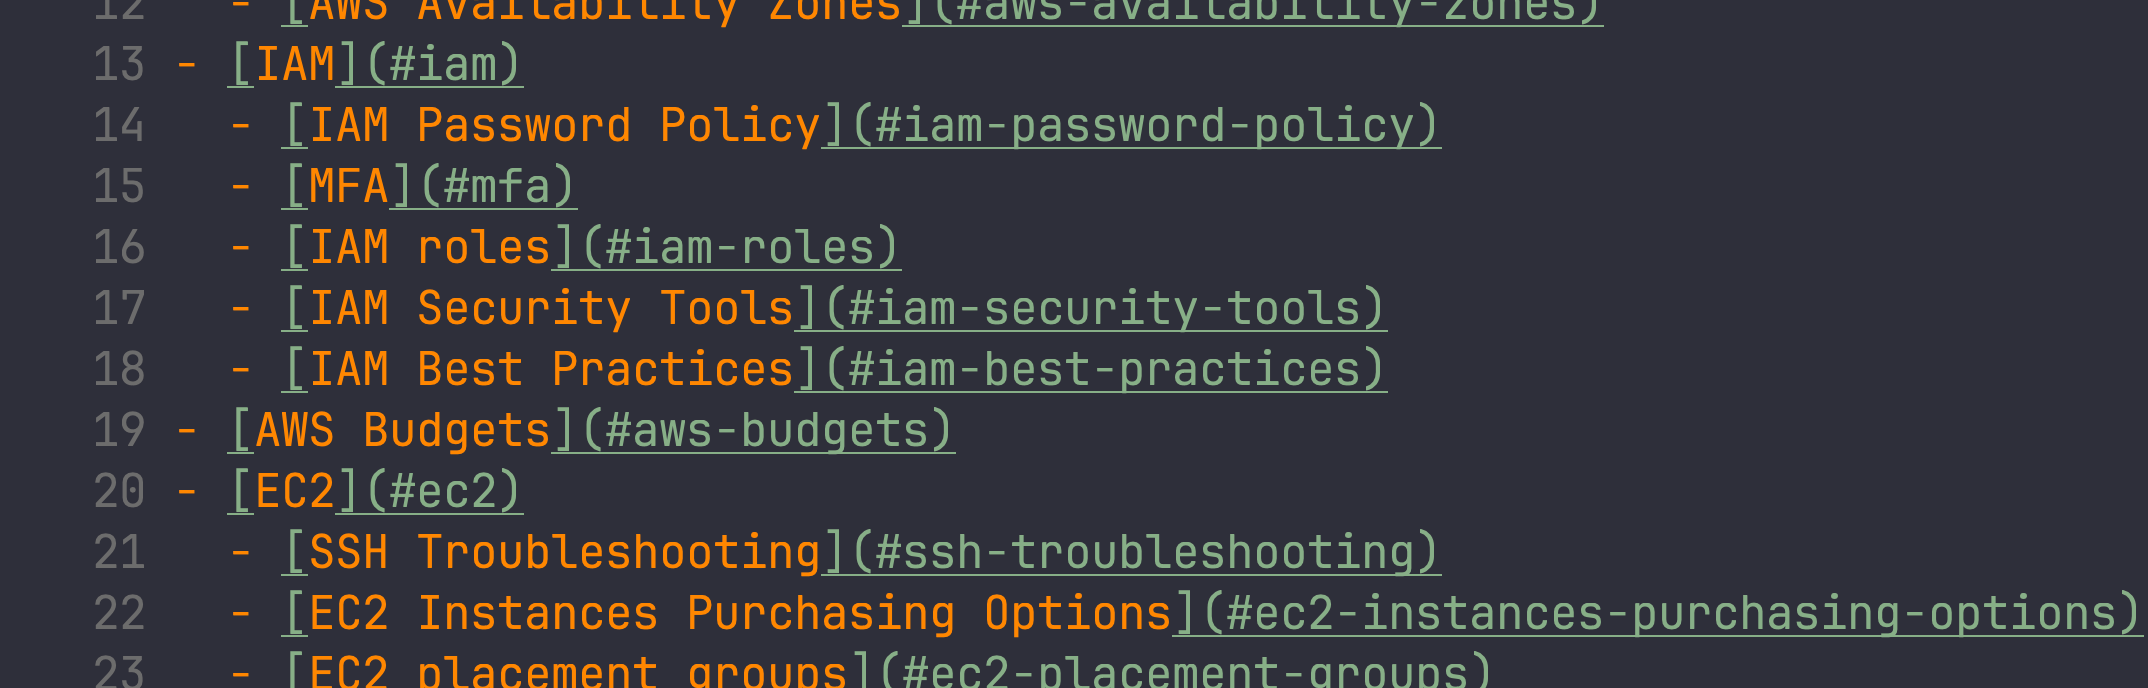 12   - [AWS Availability Zones](#aws-availability-zones)
13 - [IAM](#iam)
14   - [IAM Password Policy](#iam-password-policy)
15   - [MFA](#mfa)
16   - [IAM roles](#iam-roles)
17   - [IAM Security Tools](#iam-security-tools)
18   - [IAM Best Practices](#iam-best-practices)
19 - [AWS Budgets](#aws-budgets)
20 - [EC2](#ec2)
21   - [SSH Troubleshooting](#ssh-troubleshooting)
22   - [EC2 Instances Purchasing Options](#ec2-instances-purchasing-options)
23   - [EC2 placement groups](#ec2-placement-groups)